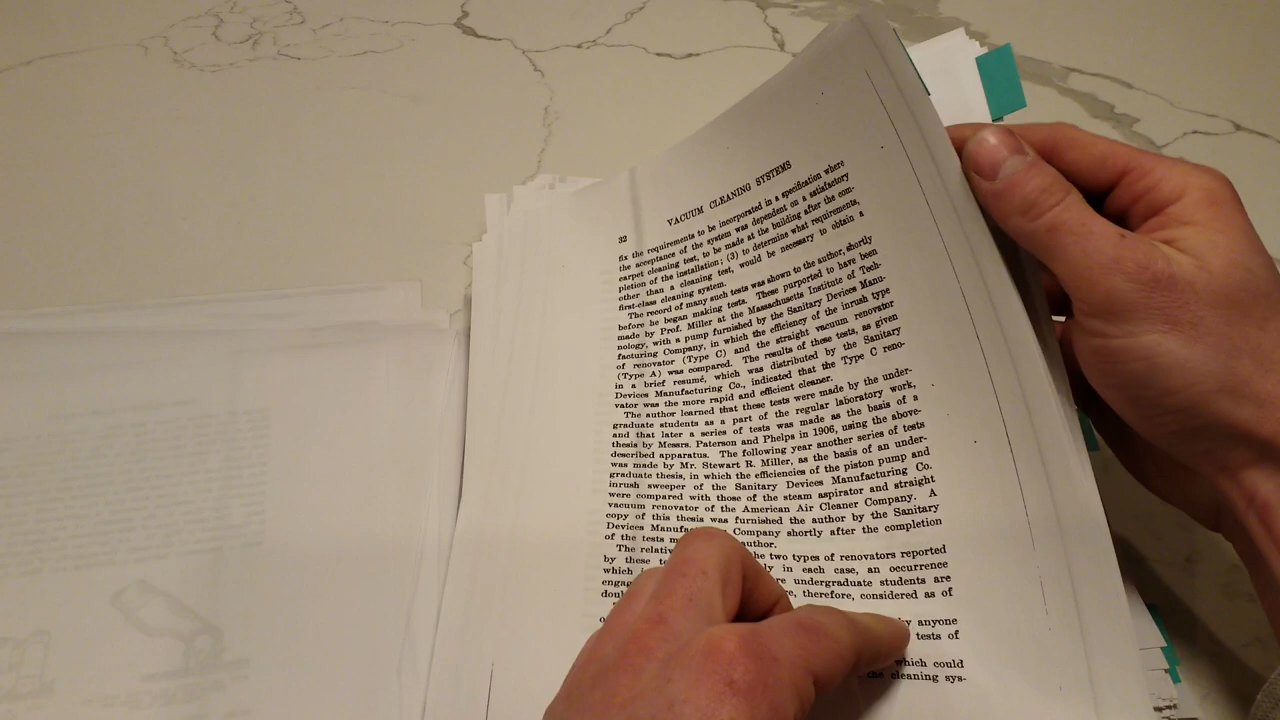 32
VACUUM CLEANING SYSTEMS
fix the requirements to be incorporated in a specification where
the acceptance of the system was dependent on a satisfactory
carpet cleaning test, to be made at the building after the com-
pletion of the installation; (3) to determine what requirements,
other than a cleaning test, would be necessary to obtain a
first-class cleaning system.
The record of many such tests was shown to the author, shortly
before he began making tests. These purported to have been
made by Prof. Miller at the Massachusetts Institute of Tech-
nology, with a pump furnished by the Sanitary Devices Manu-
facturing Company, in which the efficiency of the inrush type
of renovator (Type C) and the straight vacuum renovator
(Type A) was compared. The results of these tests, as given
in a brief resumé, which was distributed by the Sanitary
Devices Manufacturing Co., indicated that the Type C reno-
vator was the more rapid and efficient cleaner.
The author learned that these tests were made by the under-
graduate students as a part of the regular laboratory work,
and that later a series of tests was made as the basis of a
thesis by Messrs. Paterson and Phelps in 1906, using the above-
described apparatus. The following year another series of tests
was made by Mr. Stewart R. Miller, as the basis of an under-
graduate thesis, in which the efficiencies of the piston pump and
inrush sweeper of the Sanitary Devices Manufacturing Co.
were compared with those of the steam aspirator and straight
vacuum renovator of the American Air Cleaner Company. A
copy of this thesis was furnished the author by the Sanitary
Devices Company shortly after the completion
of the tests author.
The two types of renovators reported
by these in each case, an occurrence
which undergraduate students are
therefore, considered as of
by anyone
tests of
which could
the cleaning sys-